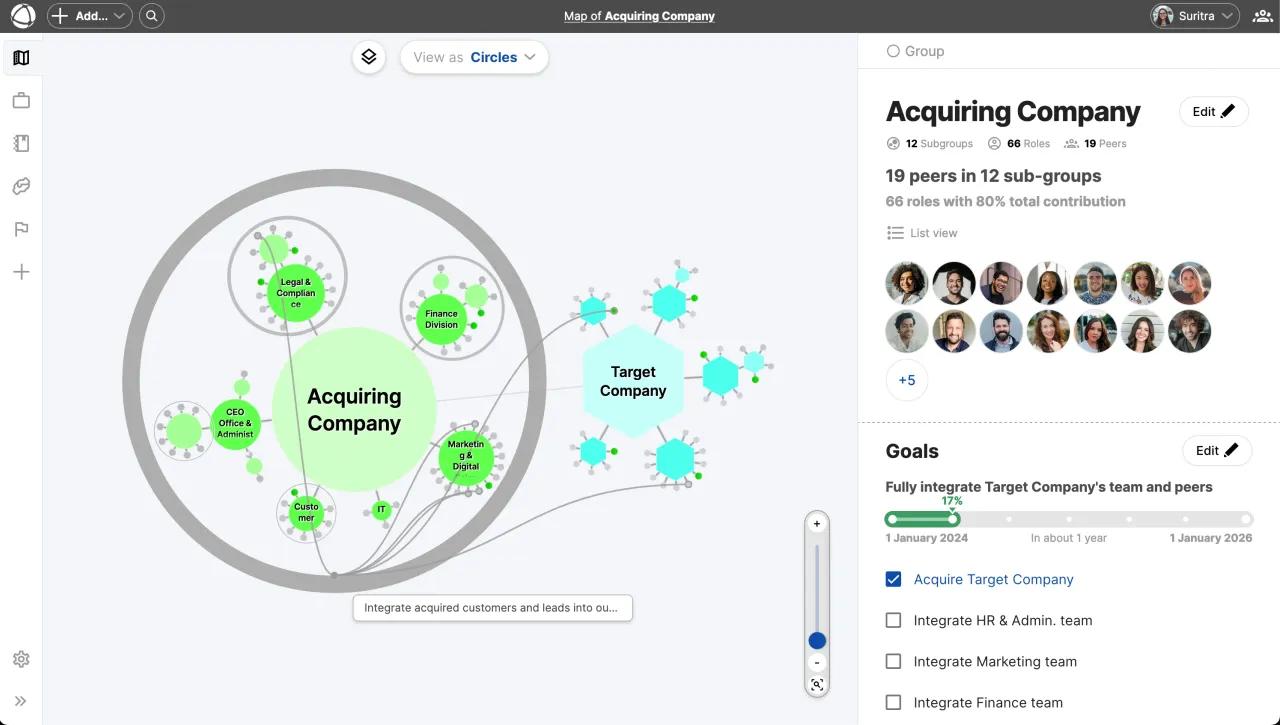 Add...
Map of Acquiring Company
Suritra
View as Circles
Legal &
Complian
ce
Finance
Division
CEO
Office &
Administ
Acquiring
Company
Marketin
g &
Digital
Custo
mer
IT
Target
Company
Integrate acquired customers and leads into ou...
+
-
Group
Acquiring Company
Edit
12 Subgroups 66 Roles 19 Peers
19 peers in 12 sub-groups
66 roles with 80% total contribution
List view
+5
Goals
Edit
Fully integrate Target Company's team and peers
17%
1 January 2024 In about 1 year 1 January 2026
Acquire Target Company
Integrate HR & Admin. team
Integrate Marketing team
Integrate Finance team